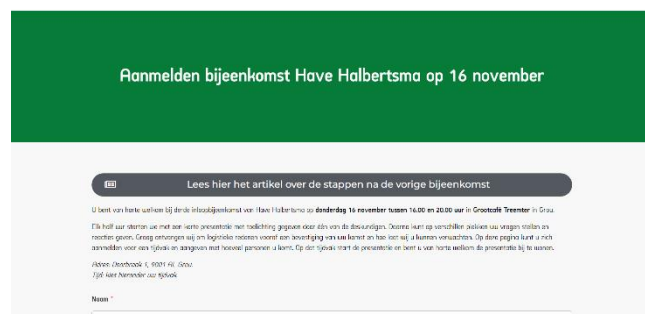 Aanmelden bijeenkomst Have Halbertsma op 16 november
Lees hier het artikel over de stappen na de vorige bijeenkomst
U bent van harte welkom bij derde inloopbijeenkomst van Have Halbertsma op donderdag 16 november tussen 16.00 en 20.00 uur in Grootcafé Treemter in Grou.
Elk half uur starten we met een korte presentatie met toelichting gegeven door één van de deskundigen. Daarna kunt op verschillen plekken uw vragen stellen en
reacties geven. Graag ontvangen wij om logistieke redenen vooraf een bevestiging van uw komst en hoe laat wij u kunnen verwachten. Op deze pagina kunt u zich
aanmelden voor een tijdvak en aangeven met hoeveel personen u komt. Op dat tijdvak start de presentatie en bent u van harte welkom de presentatie bij te wonen.
Adres: Doorbraak 1, 9001 Grou.
Tijd: kies hieronder uw tijdvak
Naam *